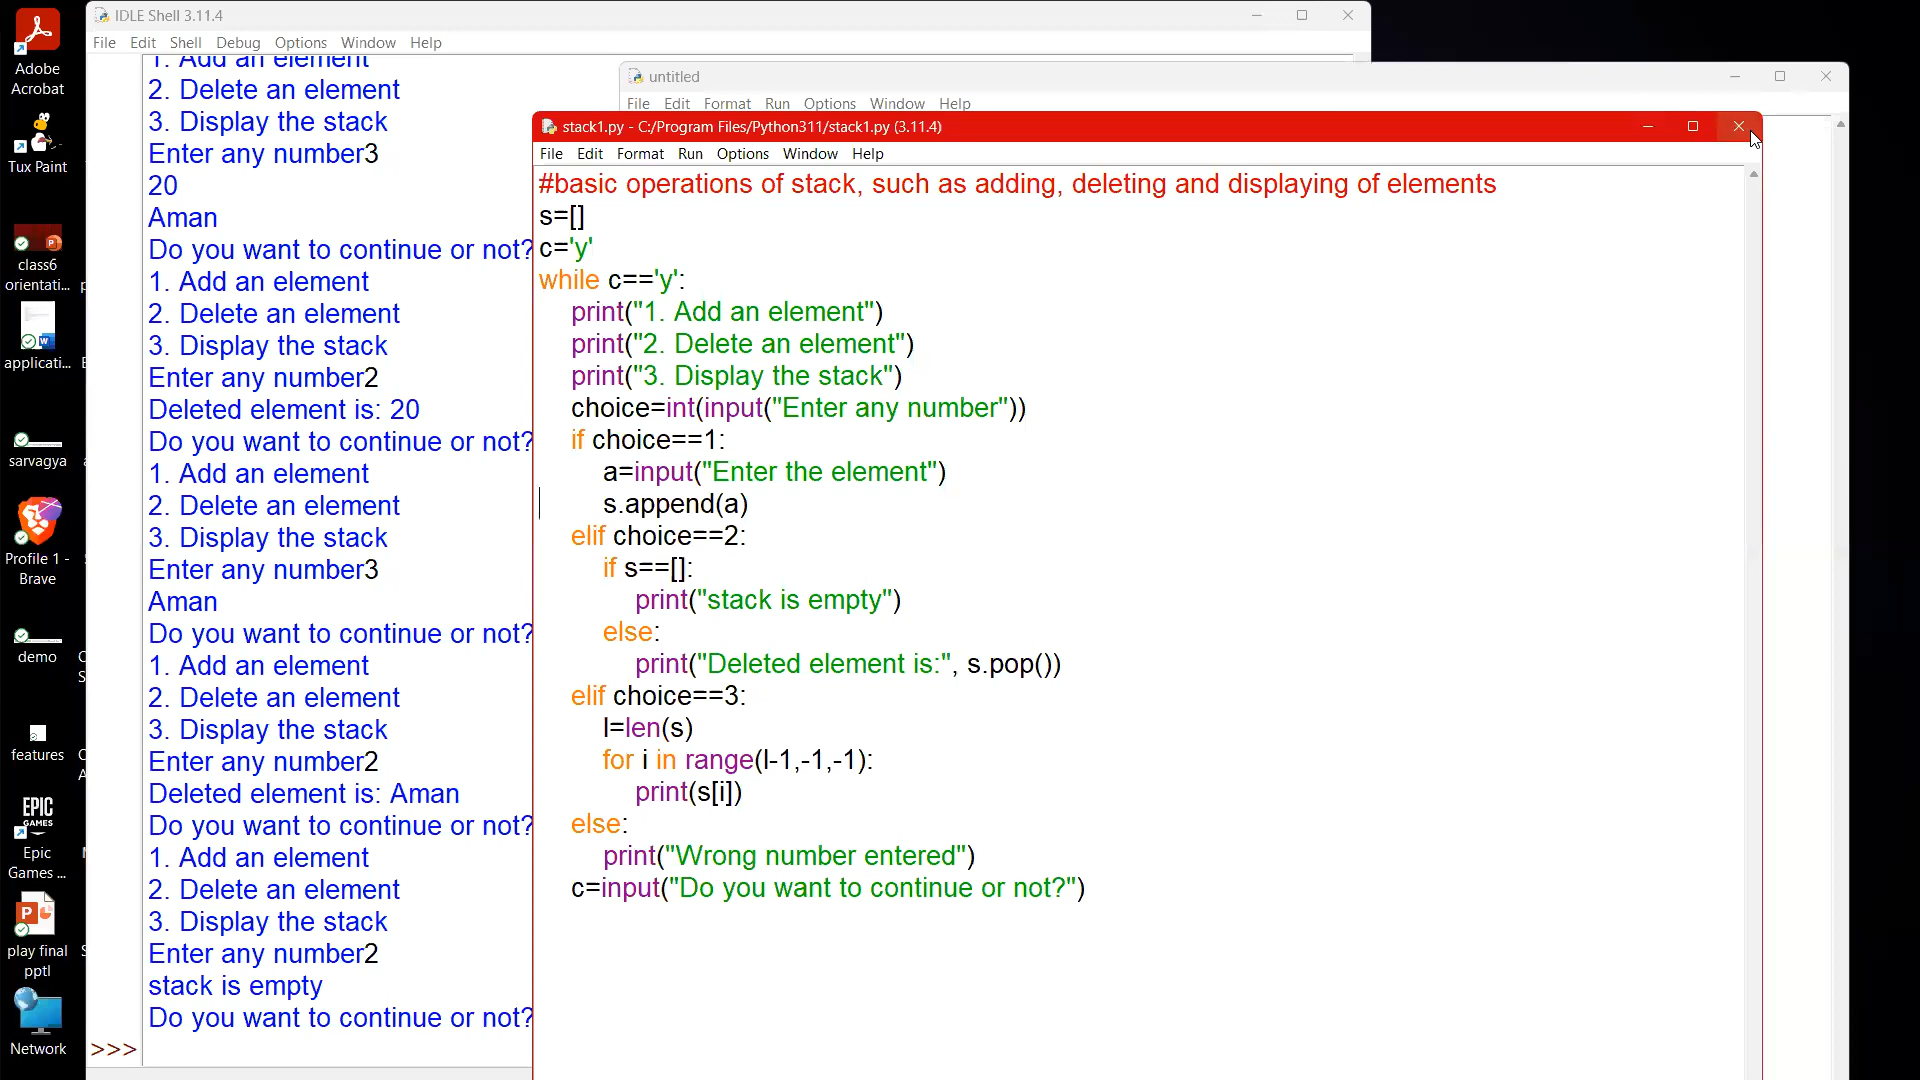 Adobe
Acrobat
Tux Paint
class6
orientati...
applicati...
sarvagya
Profile 1 -
Brave
demo
features
EPIC
GAMES
Epic
Games ...
play final
pptl
Network
IDLE Shell 3.11.4
File Edit Shell Debug Options Window Help
1. Add an element
2. Delete an element
3. Display the stack
Enter any number3
20
Aman
Do you want to continue or not?
1. Add an element
2. Delete an element
3. Display the stack
Enter any number2
Deleted element is: 20
Do you want to continue or not?
1. Add an element
2. Delete an element
3. Display the stack
Enter any number3
Aman
Do you want to continue or not?
1. Add an element
2. Delete an element
3. Display the stack
Enter any number2
Deleted element is: Aman
Do you want to continue or not?
1. Add an element
2. Delete an element
3. Display the stack
Enter any number2
stack is empty
Do you want to continue or not?
>>>
untitled
File Edit Format Run Options Window Help
stack1.py - C:/Program Files/Python311/stack1.py (3.11.4)
File Edit Format Run Options Window Help
#basic operations of stack, such as adding, deleting and displaying of elements
s=[]
c='y'
while c=='y':
    print("1. Add an element")
    print("2. Delete an element")
    print("3. Display the stack")
    choice=int(input("Enter any number"))
    if choice==1:
        a=input("Enter the element")
        s.append(a)
    elif choice==2:
        if s==[]:
            print("stack is empty")
        else:
            print("Deleted element is:", s.pop())
    elif choice==3:
        l=len(s)
        for i in range(l-1,-1,-1):
            print(s[i])
    else:
        print("Wrong number entered")
    c=input("Do you want to continue or not?")